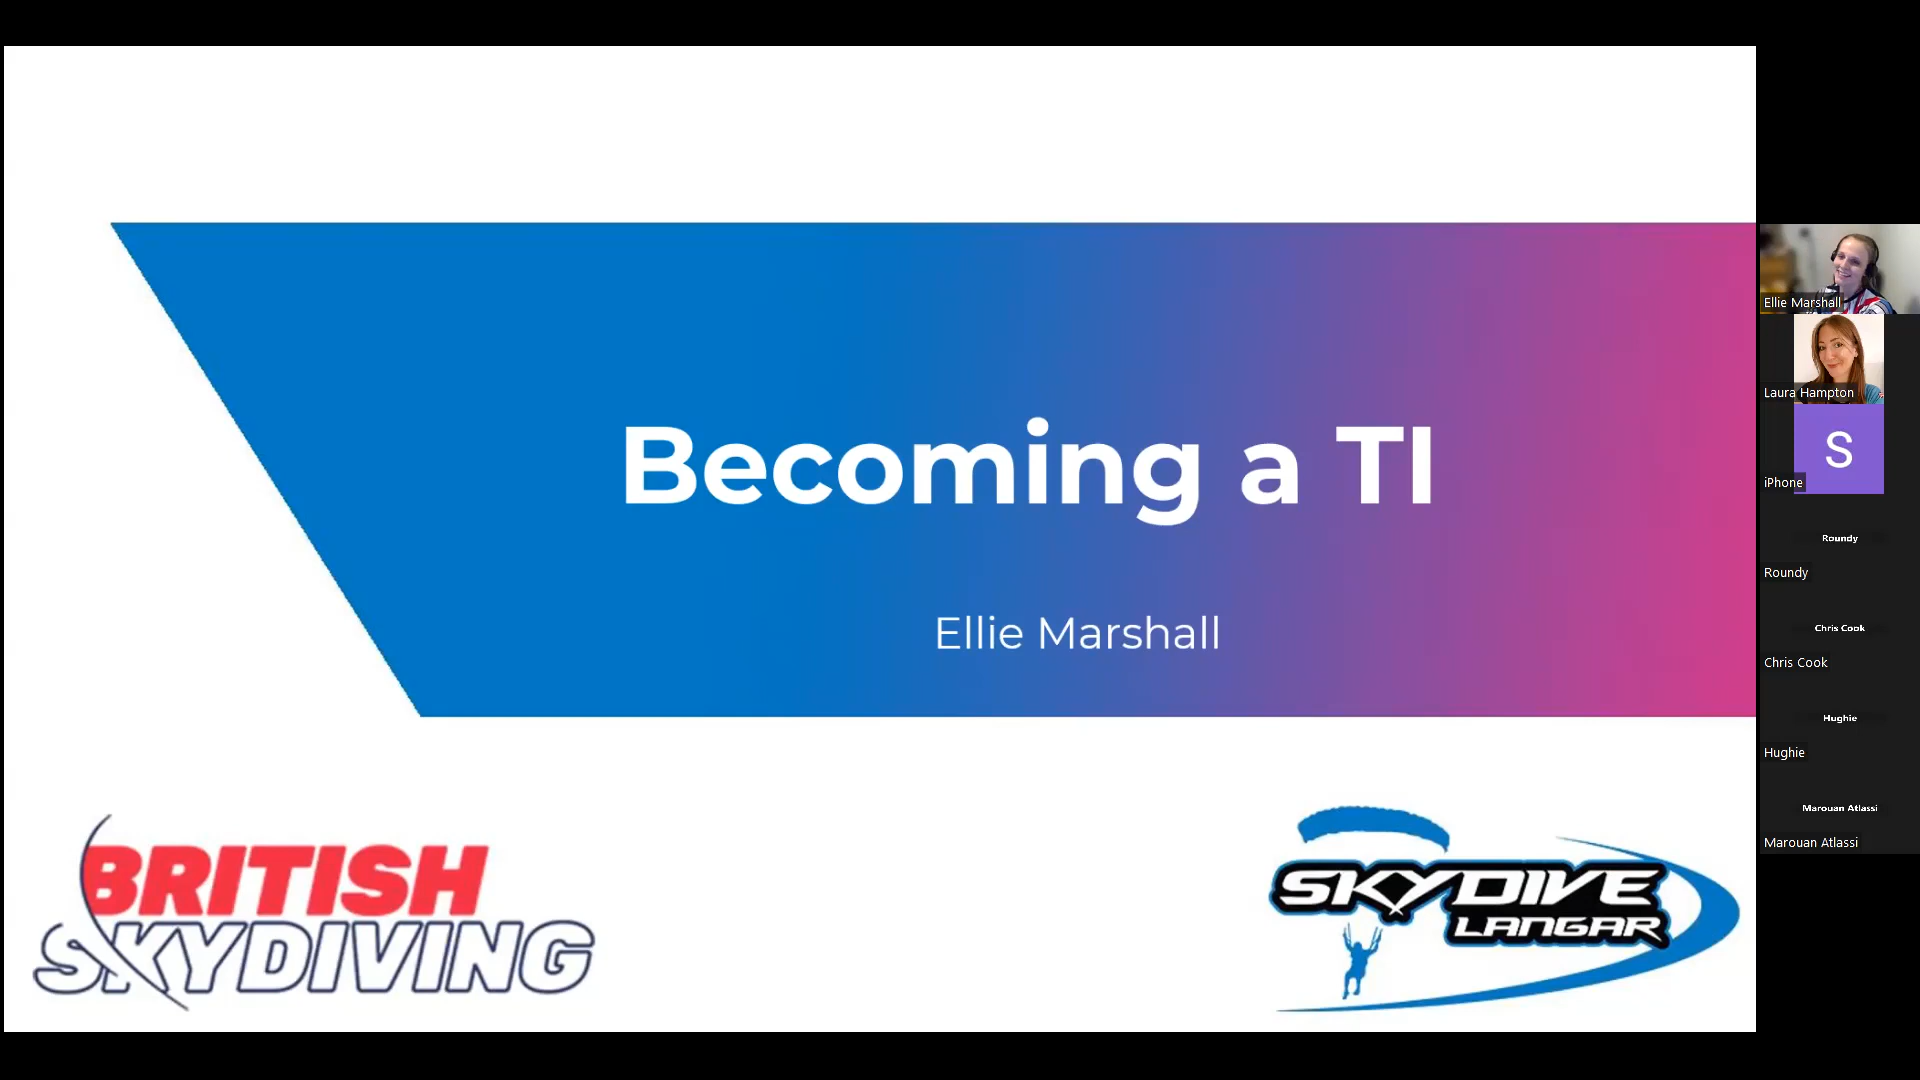 Becoming a TI
Ellie Marshall
BRITISH
SKYDIVING
SKYDIVE
LANGAR
Ellie Marshall
Laura Hampton
S
iPhone
Roundy
Roundy
Chris Cook
Chris Cook
Hughie
Hughie
Marouan Atlassi
Marouan Atlassi